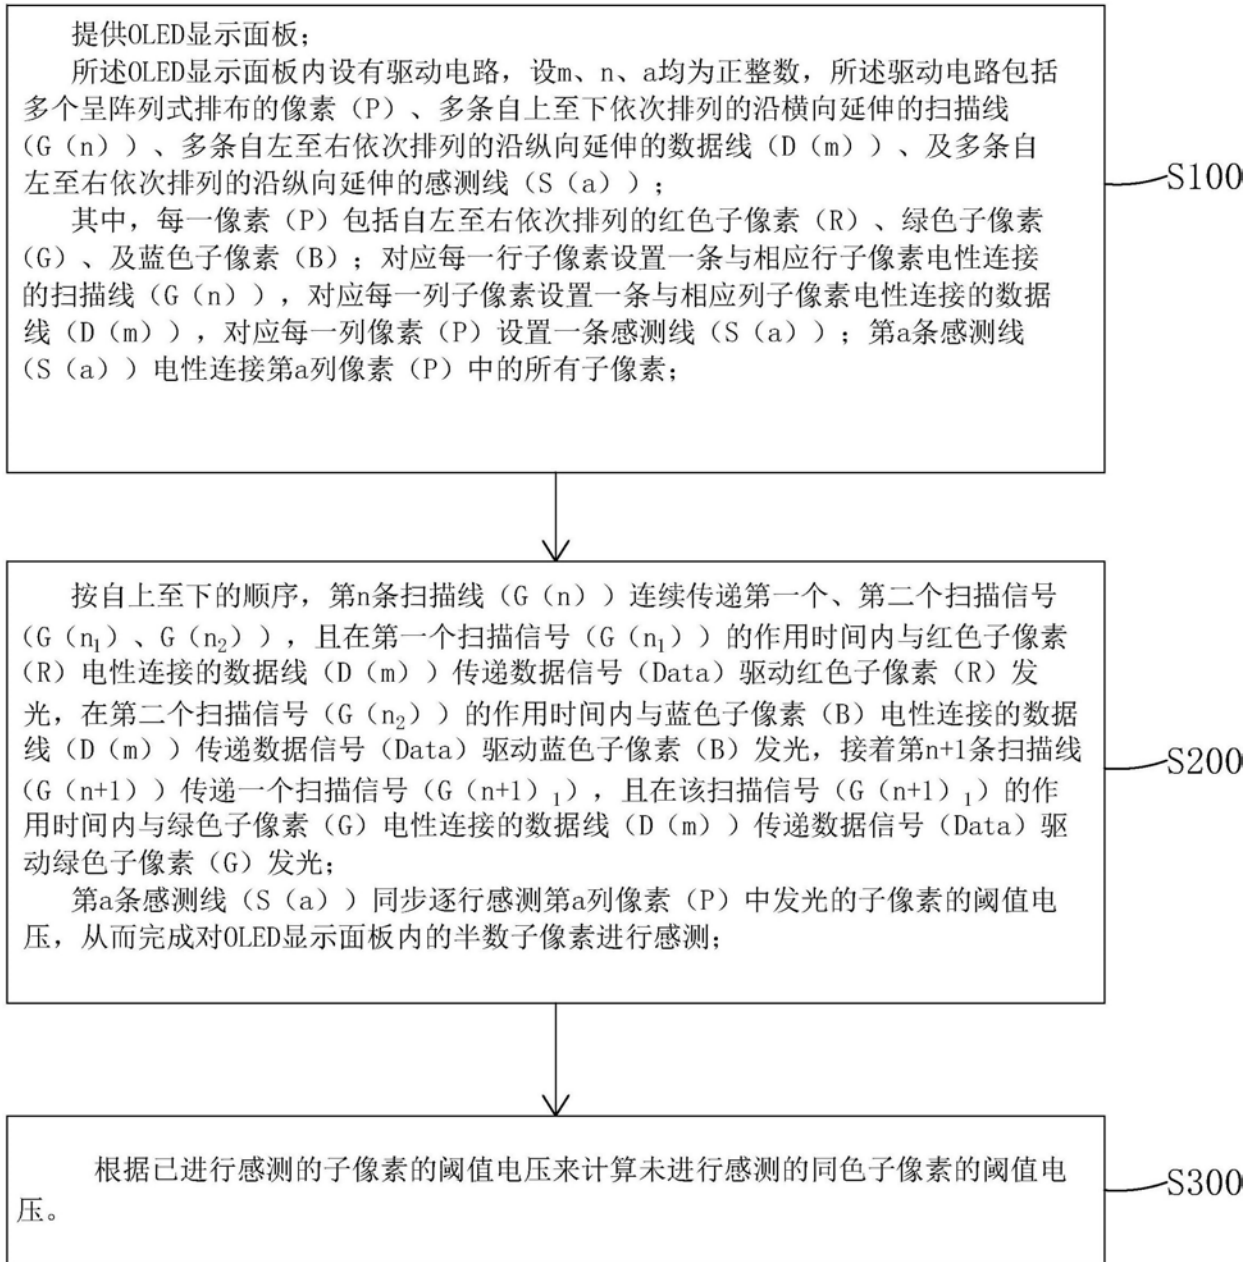 提供OLED显示面板；
所述OLED显示面板内设有驱动电路，设m、n、a均为正整数，所述驱动电路包括
多个呈阵列式排布的像素（P）、多条自上至下依次排列的沿横向延伸的扫描线
（G（n））、多条自左至右依次排列的沿纵向延伸的数据线（D（m））、及多条自
左至右依次排列的沿纵向延伸的感测线（S（a））；
其中，每一像素（P）包括自左至右依次排列的红色子像素（R）、绿色子像素
（G）、及蓝色子像素（B）；对应每一行子像素设置一条与相应行子像素电性连接
的扫描线（G（n）），对应每一列子像素设置一条与相应列子像素电性连接的数据
线（D（m）），对应每一列像素（P）设置一条感测线（S（a））；第a条感测线
（S（a））电性连接第a列像素（P）中的所有子像素；
S100
按自上至下的顺序，第n条扫描线（G（n））连续传递第一个、第二个扫描信号
（G（n₁）、G（n₂）），且在第一个扫描信号（G（n₁））的作用时间内与红色子像素
（R）电性连接的数据线（D（m））传递数据信号（Data）驱动红色子像素（R）发
光，在第二个扫描信号（G（n₂））的作用时间内与蓝色子像素（B）电性连接的数据
线（D（m））传递数据信号（Data）驱动蓝色子像素（B）发光，接着第n+1条扫描线
（G（n+1））传递一个扫描信号（G（n+1）₁），且在该扫描信号（G（n+1）₁）的作
用时间内与绿色子像素（G）电性连接的数据线（D（m））传递数据信号（Data）驱
动绿色子像素（G）发光；
第a条感测线（S（a））同步逐行感测第a列像素（P）中发光的子像素的阈值电
压，从而完成对OLED显示面板内的半数子像素进行感测；
S200
根据已进行感测的子像素的阈值电压来计算未进行感测的同色子像素的阈值电
压。
S300